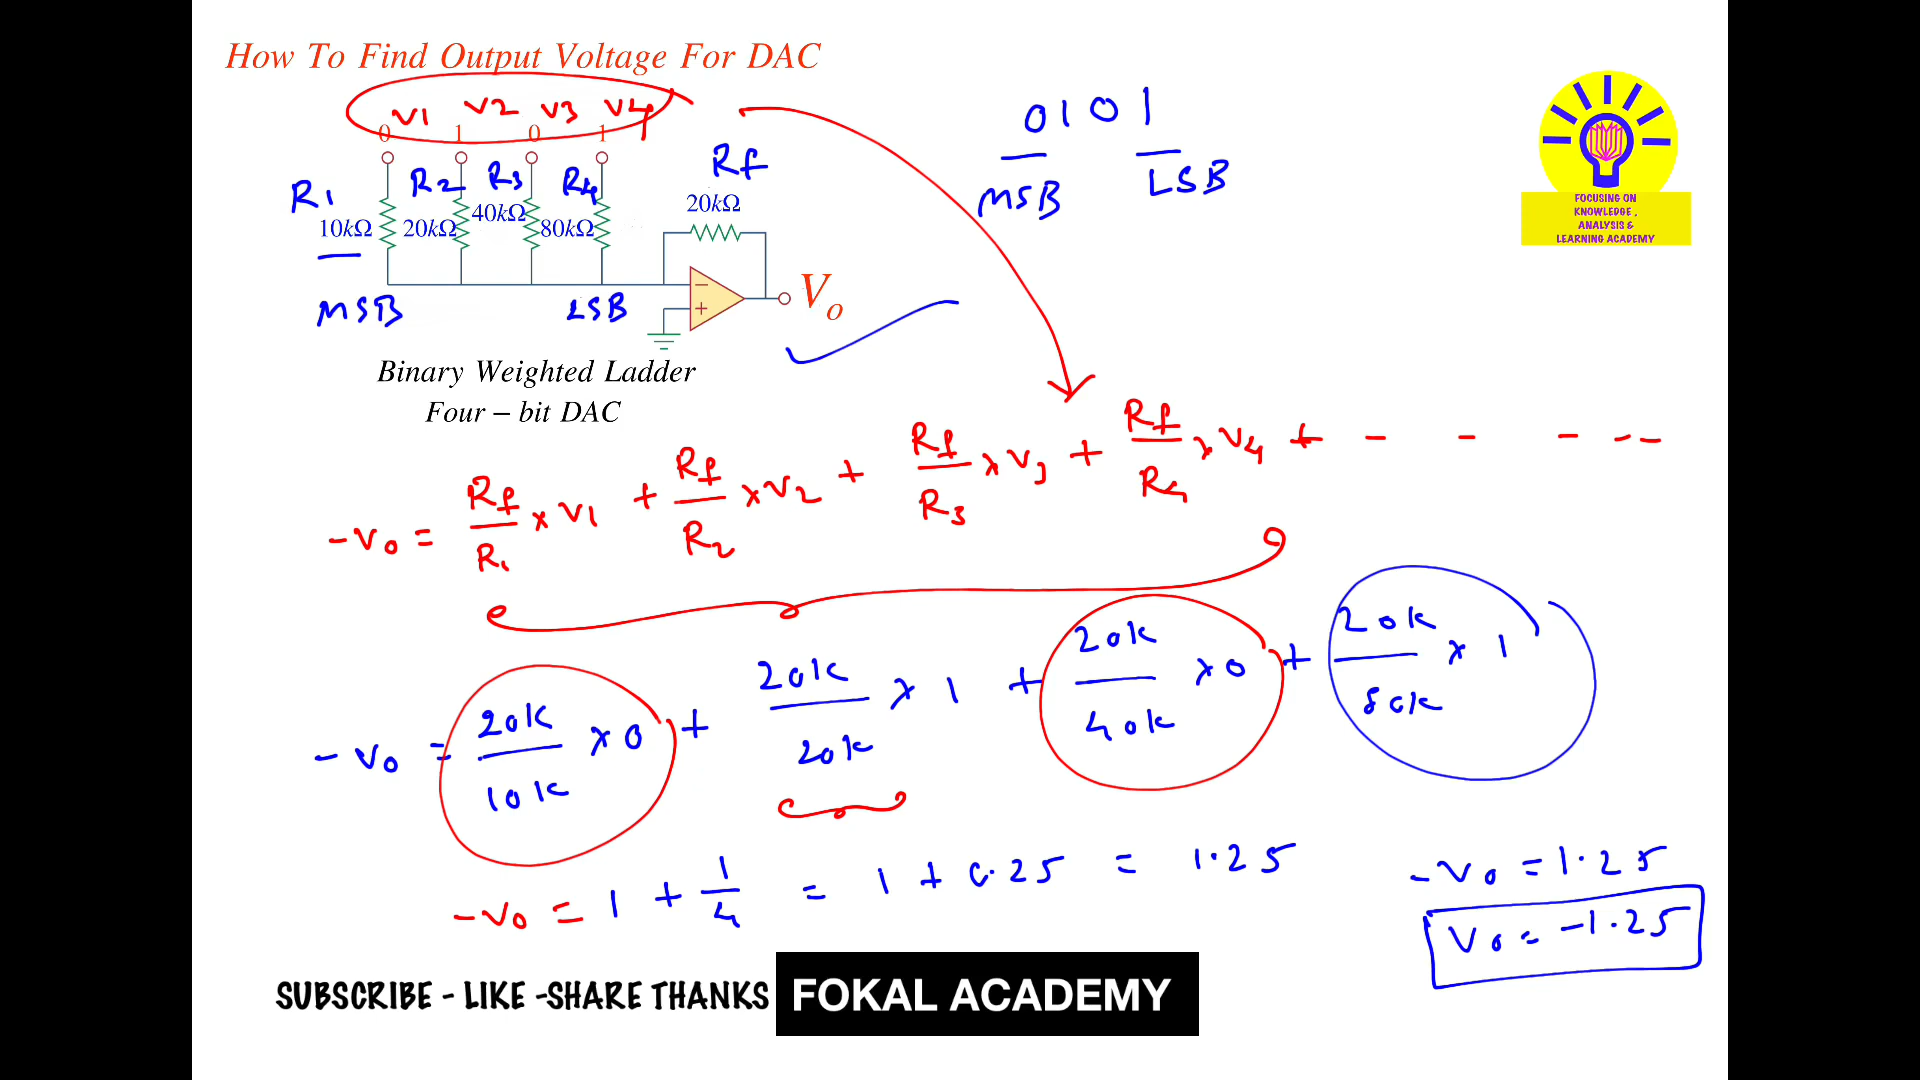 How To Find Output Voltage For DAC
V1 V2 V3 V4
0 1 0 1
0101
MSB LSB
R1 R2 R3 R4 Rf
10kΩ 20kΩ 40kΩ 80kΩ 20kΩ
MSB LSB
− + Vo
Binary Weighted Ladder
Four – bit DAC
FOCUSING ON
KNOWLEDGE ,
ANALYSIS &
LEARNING ACADEMY
-Vo = Rf/R1 × V1 + Rf/R2 × V2 + Rf/R3 × V3 + Rf/R4 × V4 + - - - - -
-Vo = 20k/10k × 0 + 20k/20k × 1 + 20k/40k × 0 + 20k/80k × 1
-Vo = 1 + 1/4 = 1 + 0.25 = 1.25
-Vo = 1.25
Vo = -1.25
SUBSCRIBE - LIKE -SHARE THANKS
FOKAL ACADEMY